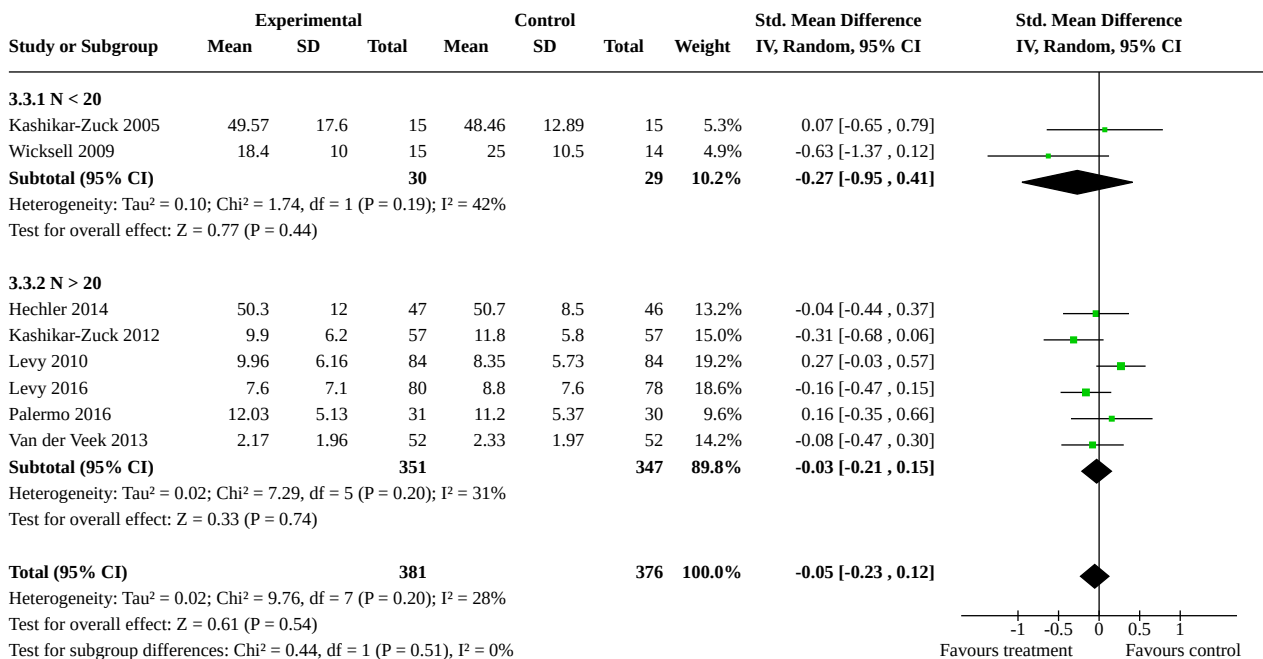 Experimental Control Std. Mean Difference Std. Mean Difference
Study or Subgroup Mean SD Total Mean SD Total Weight IV, Random, 95% CI IV, Random, 95% CI
3.3.1 N < 20
Kashikar-Zuck 2005 49.57 17.6 15 48.46 12.89 15 5.3% 0.07 [-0.65 , 0.79]
Wicksell 2009 18.4 10 15 25 10.5 14 4.9% -0.63 [-1.37 , 0.12]
Subtotal (95% CI) 30 29 10.2% -0.27 [-0.95 , 0.41]
Heterogeneity: Tau² = 0.10; Chi² = 1.74, df = 1 (P = 0.19); I² = 42%
Test for overall effect: Z = 0.77 (P = 0.44)
3.3.2 N > 20
Hechler 2014 50.3 12 47 50.7 8.5 46 13.2% -0.04 [-0.44 , 0.37]
Kashikar-Zuck 2012 9.9 6.2 57 11.8 5.8 57 15.0% -0.31 [-0.68 , 0.06]
Levy 2010 9.96 6.16 84 8.35 5.73 84 19.2% 0.27 [-0.03 , 0.57]
Levy 2016 7.6 7.1 80 8.8 7.6 78 18.6% -0.16 [-0.47 , 0.15]
Palermo 2016 12.03 5.13 31 11.2 5.37 30 9.6% 0.16 [-0.35 , 0.66]
Van der Veek 2013 2.17 1.96 52 2.33 1.97 52 14.2% -0.08 [-0.47 , 0.30]
Subtotal (95% CI) 351 347 89.8% -0.03 [-0.21 , 0.15]
Heterogeneity: Tau² = 0.02; Chi² = 7.29, df = 5 (P = 0.20); I² = 31%
Test for overall effect: Z = 0.33 (P = 0.74)
Total (95% CI) 381 376 100.0% -0.05 [-0.23 , 0.12]
Heterogeneity: Tau² = 0.02; Chi² = 9.76, df = 7 (P = 0.20); I² = 28%
Test for overall effect: Z = 0.61 (P = 0.54) -1 -0.5 0 0.5 1
Test for subgroup differences: Chi² = 0.44, df = 1 (P = 0.51), I² = 0% Favours treatment Favours control